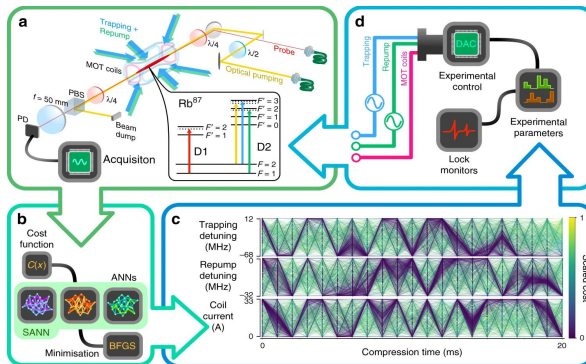 a
Trapping +
Repump
MOT coils
λ/4
λ/2
Probe
Optical pumping
f = 50 mm
PBS
λ/4
PD
Beam
dump
Acquisiton
Rb87
F' = 2
F' = 1
D1
F' = 3
F' = 2
F' = 1
F' = 0
D2
F = 2
F = 1
d
Trapping
Repump
MOT coils
DAC
Experimental
control
Experimental
parameters
Lock
monitors
b
Cost
function
C(x)
ANNs
SANN
Minimisation
BFGS
c
Trapping
detuning
(MHz)
12
−68
Repump
detuning
(MHz)
0
−32
Coil
current
(A)
33
0
0
20
Compression time (ms)
1
Scaled cost
0